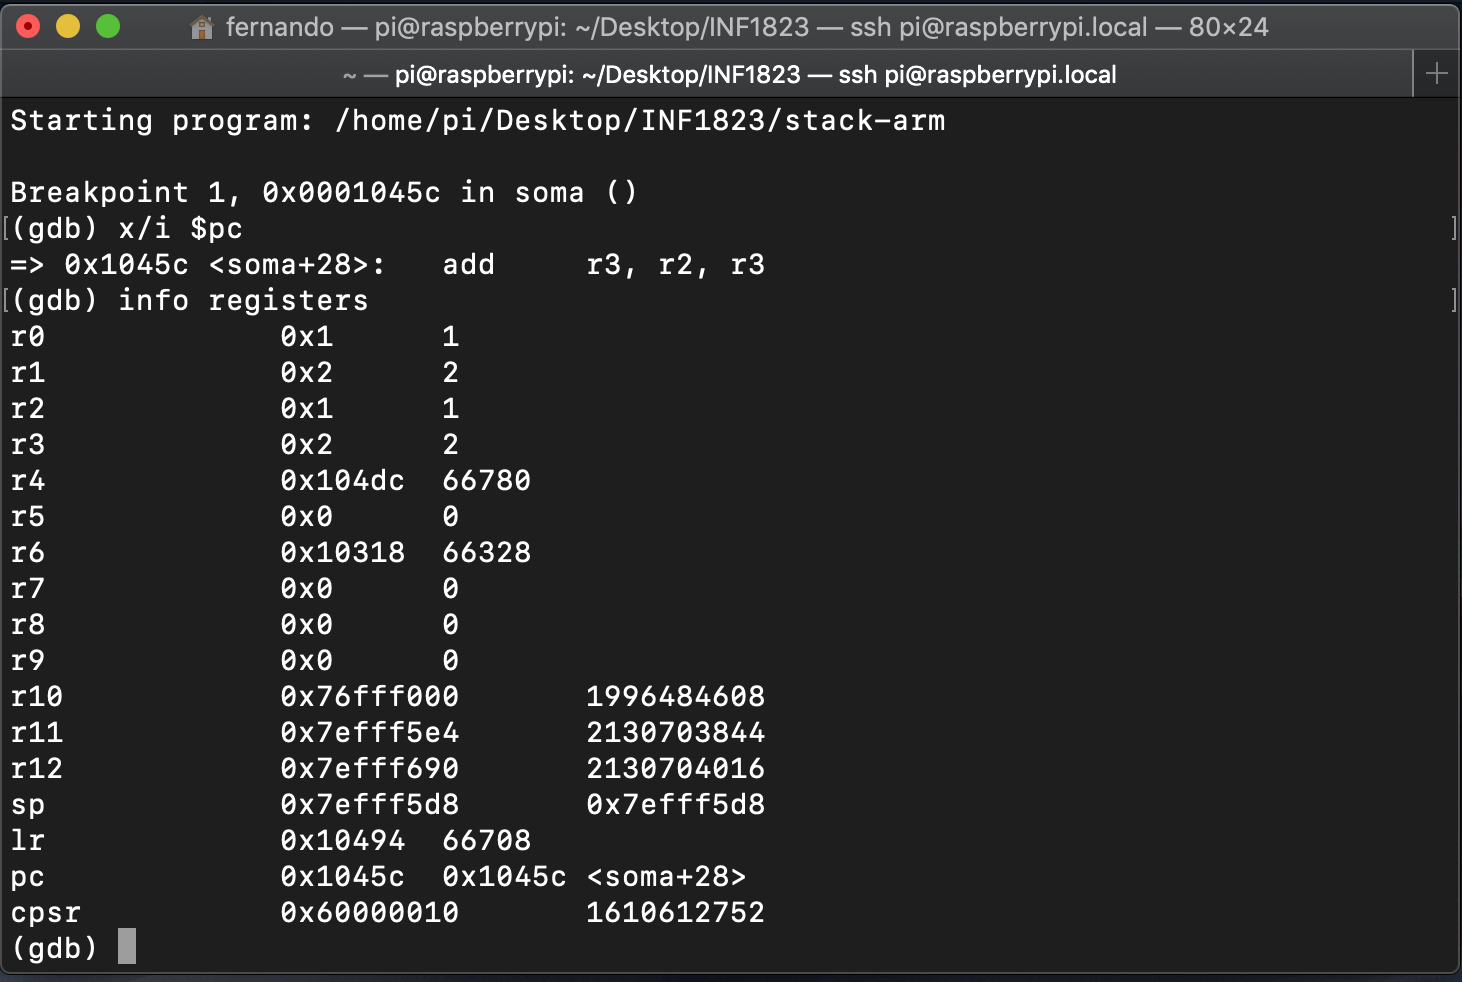 fernando — pi@raspberrypi: ~/Desktop/INF1823 — ssh pi@raspberrypi.local — 80×24
~ — pi@raspberrypi: ~/Desktop/INF1823 — ssh pi@raspberrypi.local +
Starting program: /home/pi/Desktop/INF1823/stack-arm
Breakpoint 1, 0x0001045c in soma ()
[(gdb) x/i $pc ]
=> 0x1045c <soma+28>: add r3, r2, r3
[(gdb) info registers ]
r0 0x1 1
r1 0x2 2
r2 0x1 1
r3 0x2 2
r4 0x104dc 66780
r5 0x0 0
r6 0x10318 66328
r7 0x0 0
r8 0x0 0
r9 0x0 0
r10 0x76fff000 1996484608
r11 0x7efff5e4 2130703844
r12 0x7efff690 2130704016
sp 0x7efff5d8 0x7efff5d8
lr 0x10494 66708
pc 0x1045c 0x1045c <soma+28>
cpsr 0x60000010 1610612752
(gdb)